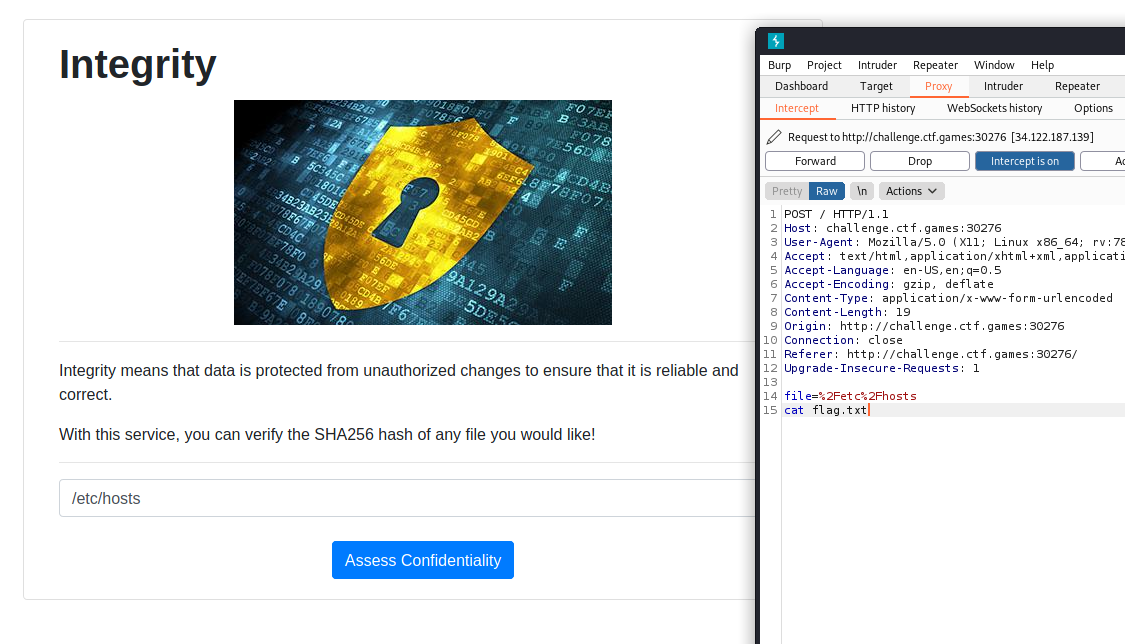 Integrity
Integrity means that data is protected from unauthorized changes to ensure that it is reliable and
correct.
With this service, you can verify the SHA256 hash of any file you would like!
/etc/hosts
Assess Confidentiality
Burp Project Intruder Repeater Window Help
Dashboard Target Proxy Intruder Repeater
Intercept HTTP history WebSockets history Options
Request to http://challenge.ctf.games:30276 [34.122.187.139]
Forward Drop Intercept is on
Pretty Raw \n Actions
1 POST / HTTP/1.1
2 Host: challenge.ctf.games:30276
3 User-Agent: Mozilla/5.0 (X11; Linux x86_64; rv:78
4 Accept: text/html,application/xhtml+xml,applicati
5 Accept-Language: en-US,en;q=0.5
6 Accept-Encoding: gzip, deflate
7 Content-Type: application/x-www-form-urlencoded
8 Content-Length: 19
9 Origin: http://challenge.ctf.games:30276
10 Connection: close
11 Referer: http://challenge.ctf.games:30276/
12 Upgrade-Insecure-Requests: 1
13
14 file=%2Fetc%2Fhosts
15 cat flag.txt